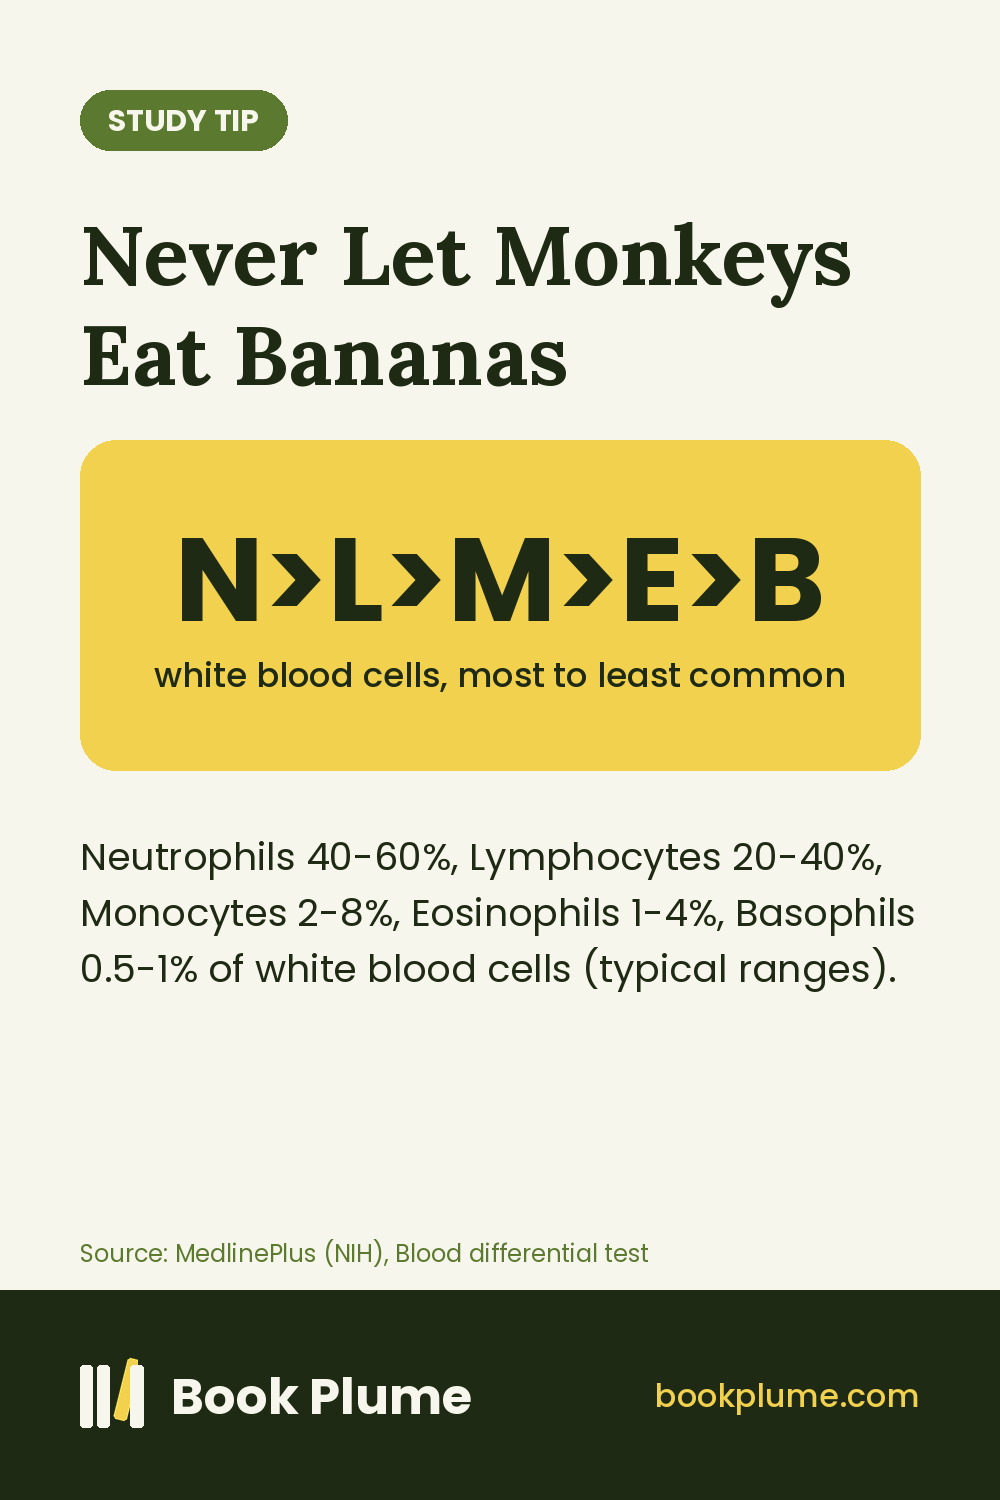 STUDY TIP
Never Let Monkeys
Eat Bananas
N>L>M>E>B
white blood cells, most to least common
Neutrophils 40-60%, Lymphocytes 20-40%,
Monocytes 2-8%, Eosinophils 1-4%, Basophils
0.5-1% of white blood cells (typical ranges).
Source: MedlinePlus (NIH), Blood differential test
Book Plume
bookplume.com